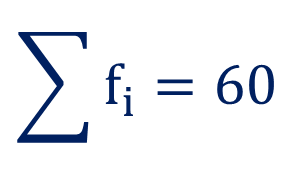 ∑ fᵢ = 60